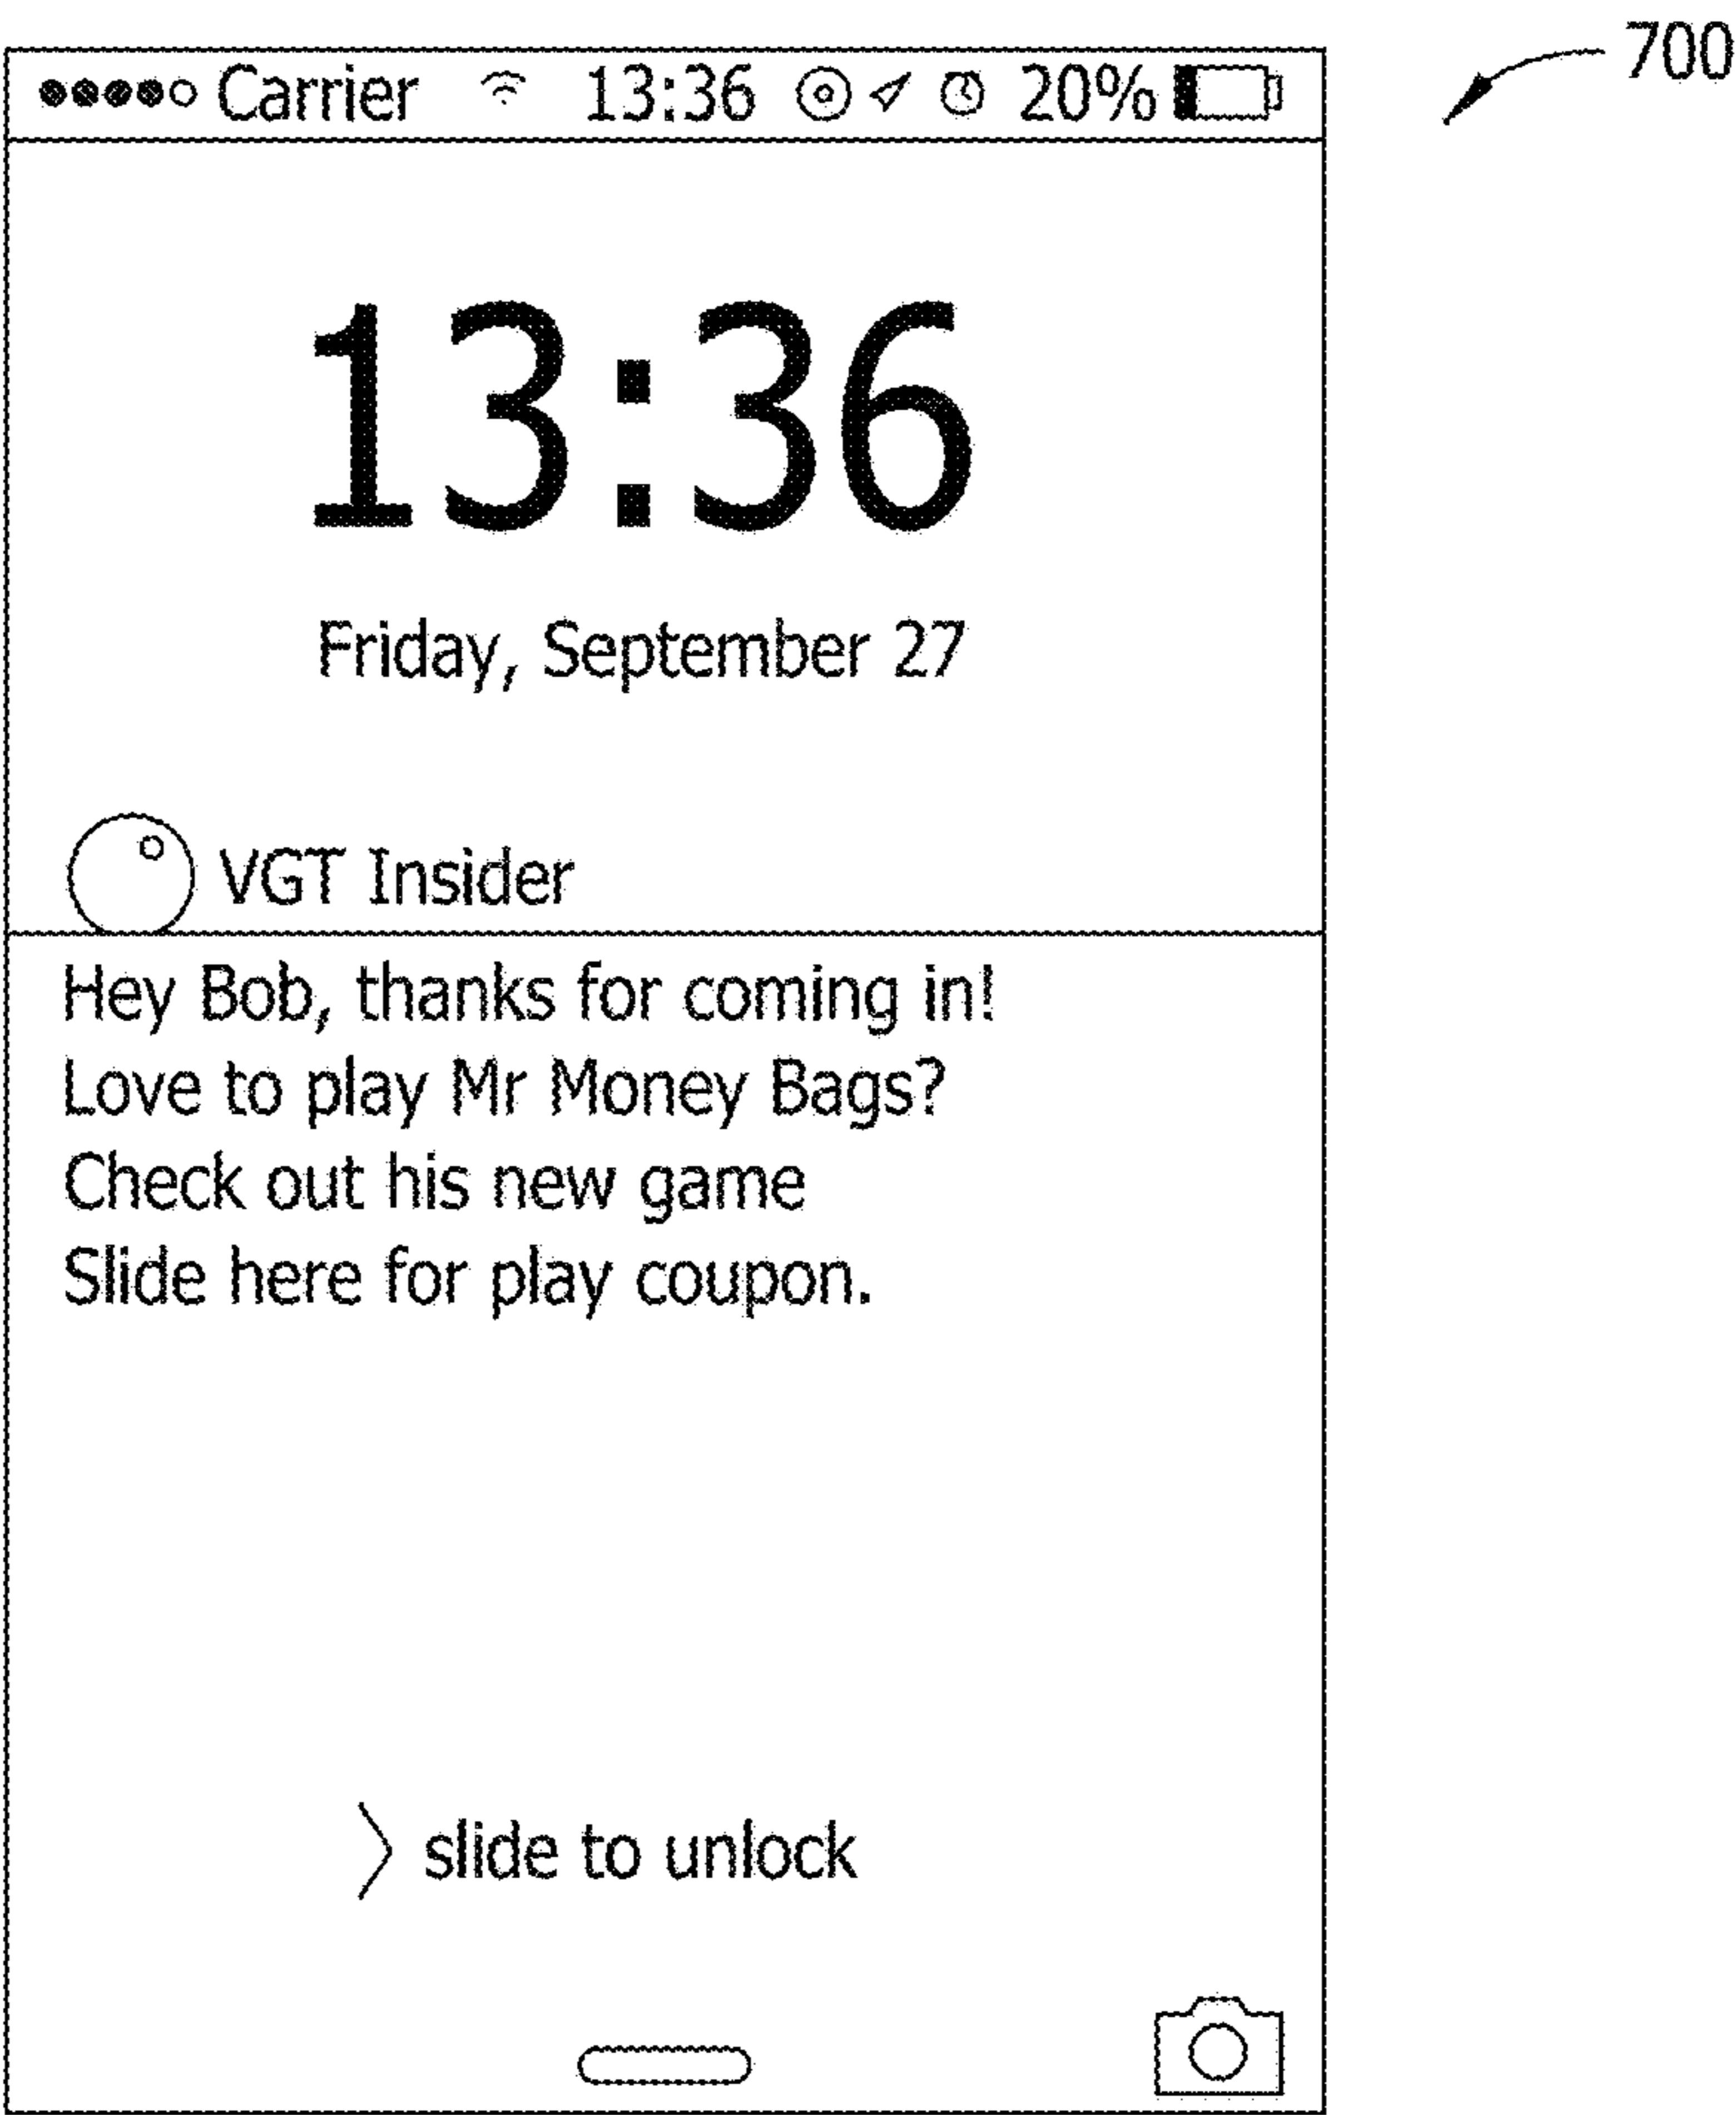 700
Carrier 13:36 20%
13:36
Friday, September 27
VGT Insider
Hey Bob, thanks for coming in!
Love to play Mr Money Bags?
Check out his new game
Slide here for play coupon.
slide to unlock